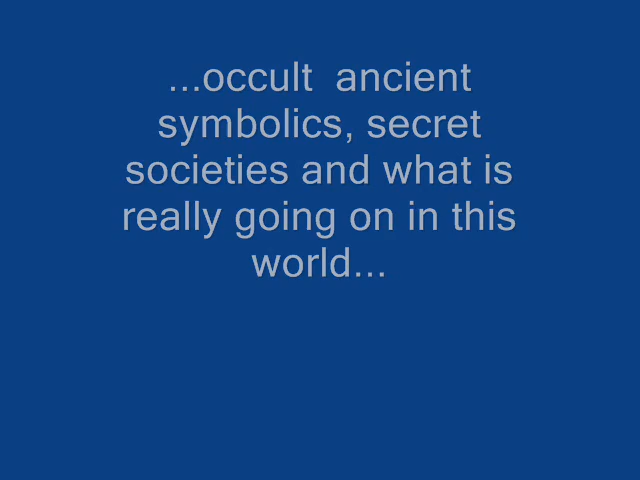 ...occult  ancient
symbolics, secret
societies and what is
really going on in this
world...